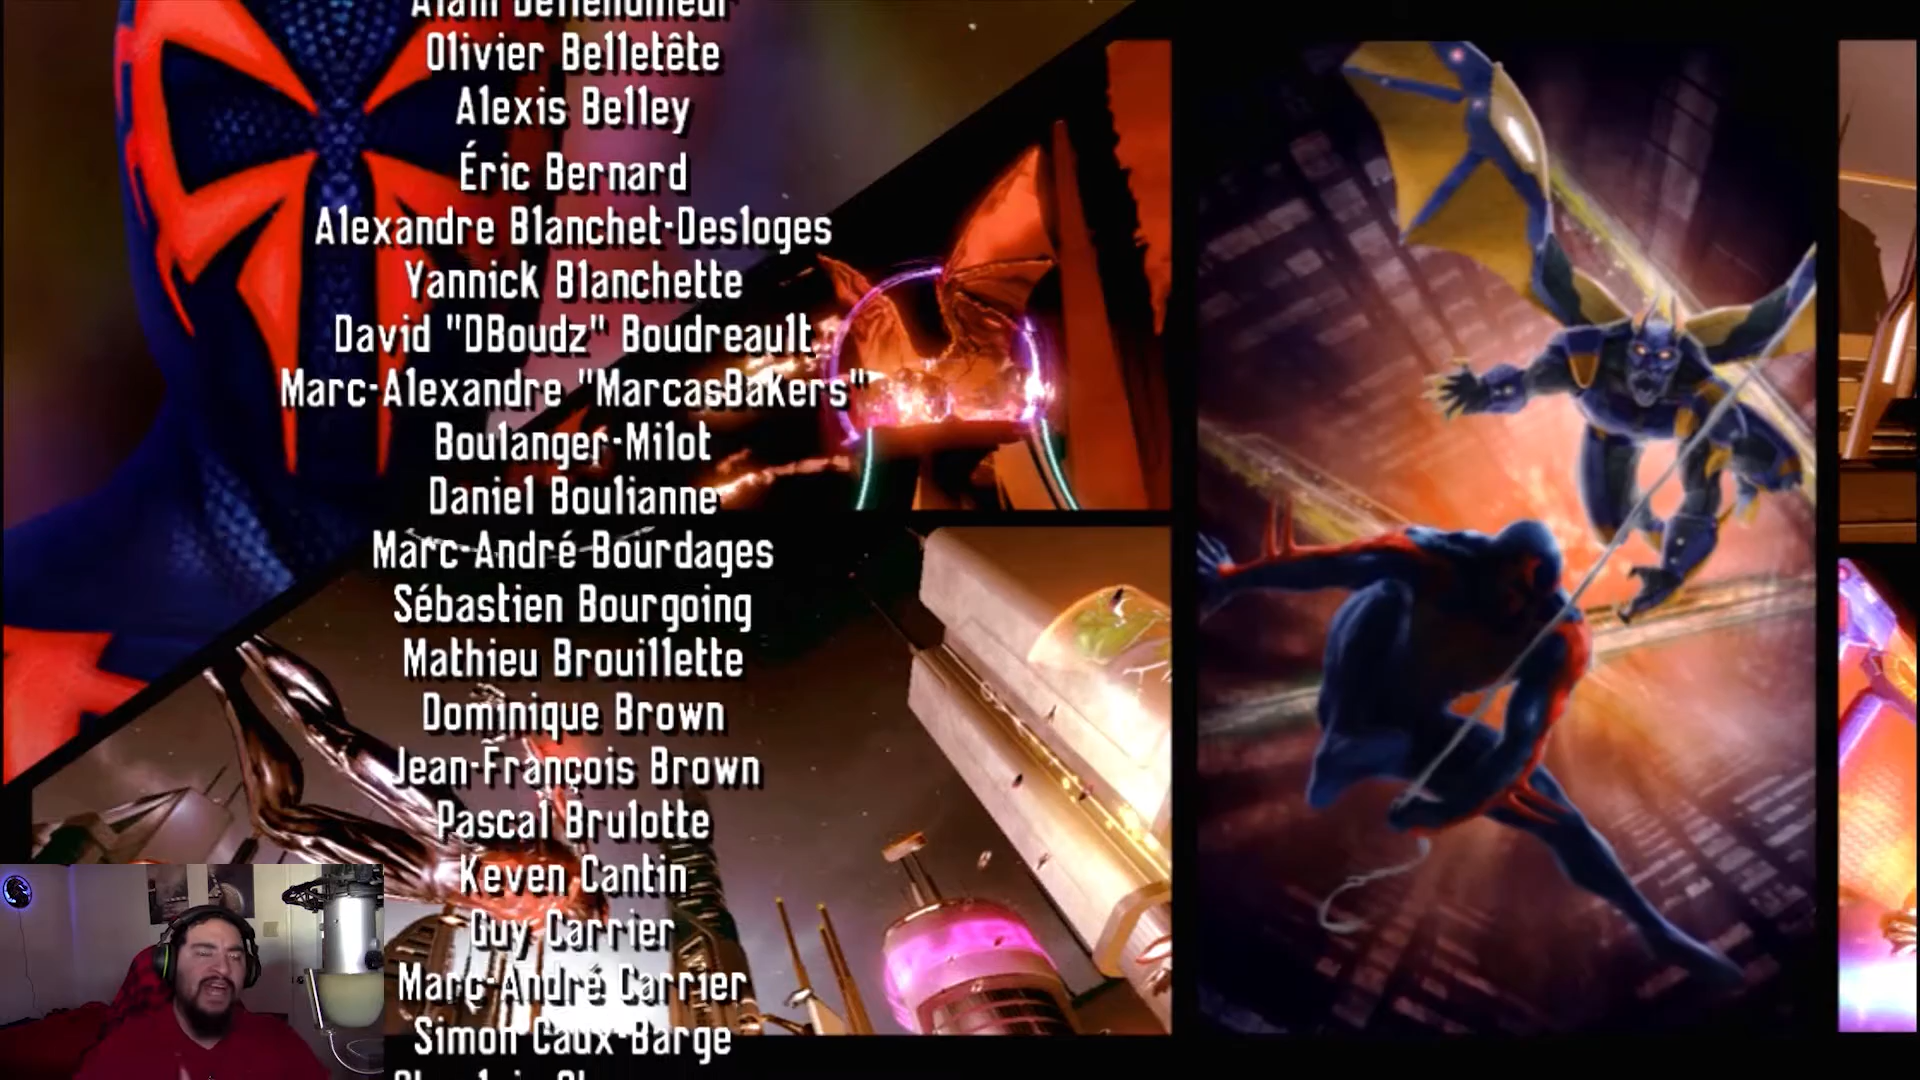 Olivier Belletête
Alexis Belley
Éric Bernard
Alexandre Blanchet-Desloges
Yannick Blanchette
David "DBoudz" Boudreault
Marc-Alexandre "MarcasBakers"
Boulanger-Milot
Daniel Boulianne
Marc-André Bourdages
Sébastien Bourgoing
Mathieu Brouillette
Dominique Brown
Jean-François Brown
Pascal Brulotte
Keven Cantin
Guy Carrier
Marc-André Carrier
Simon Caux-Barge